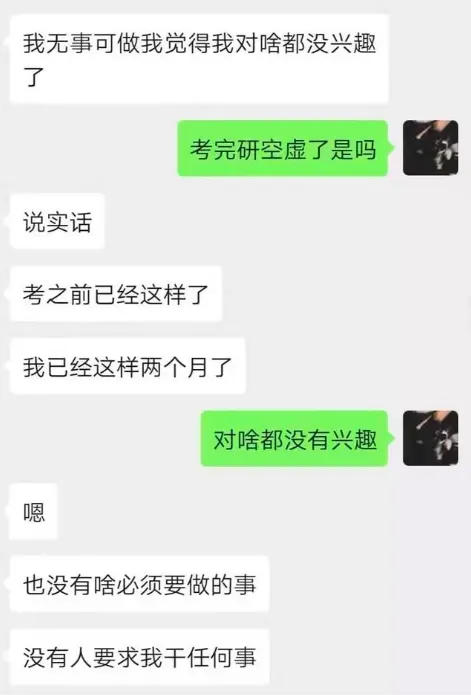 我无事可做我觉得我对啥都没兴趣
了
考完研空虚了是吗
说实话
考之前已经这样了
我已经这样两个月了
对啥都没有兴趣
嗯
也没有啥必须要做的事
没有人要求我干任何事